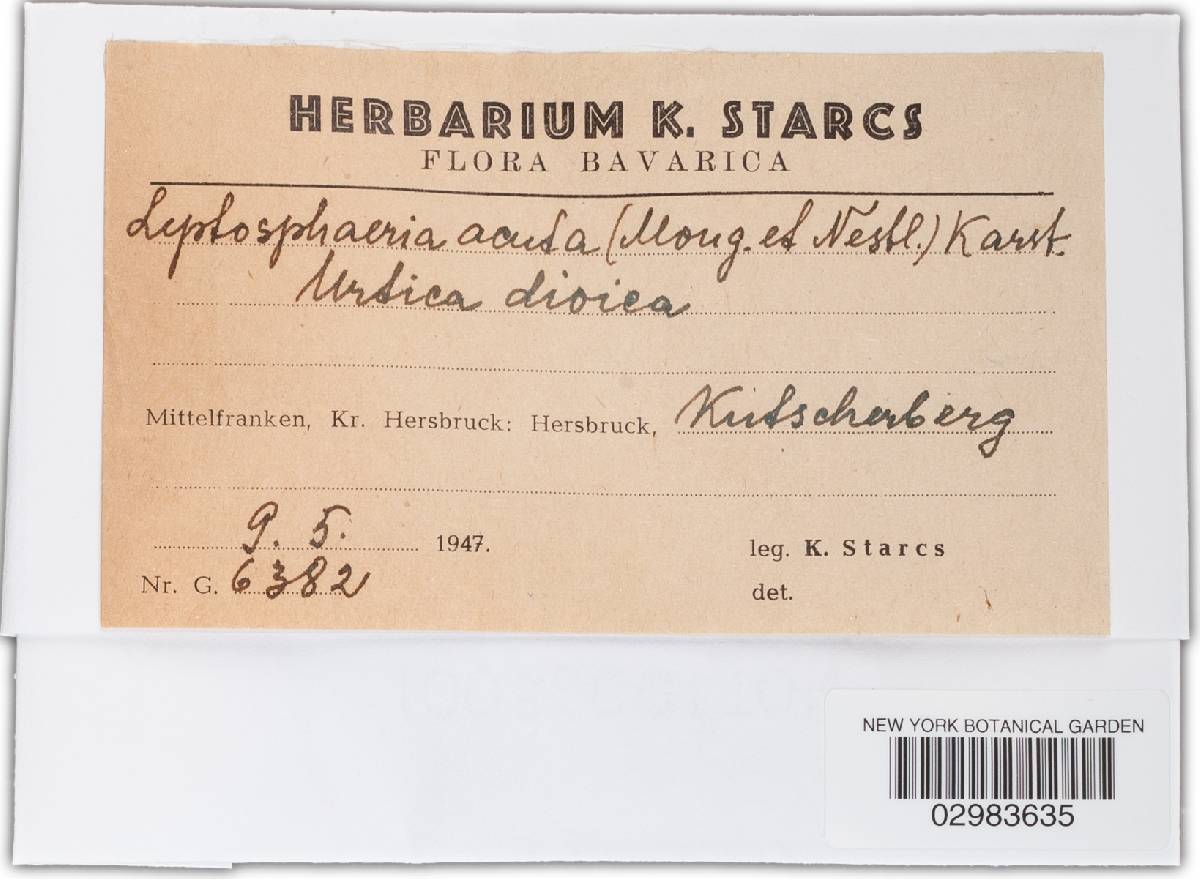 HERBARIUM K. STARCS
FLORA BAVARICA
Leptosphaeria acuta (Moug. et Nestl.) Karst.
Urtica dioica
Mittelfranken, Kr. Hersbruck: Hersbruck, Kutscherberg
9. 5. 1947.
leg. K. Starcs
Nr. G. 6382
det.
NEW YORK BOTANICAL GARDEN
02983635